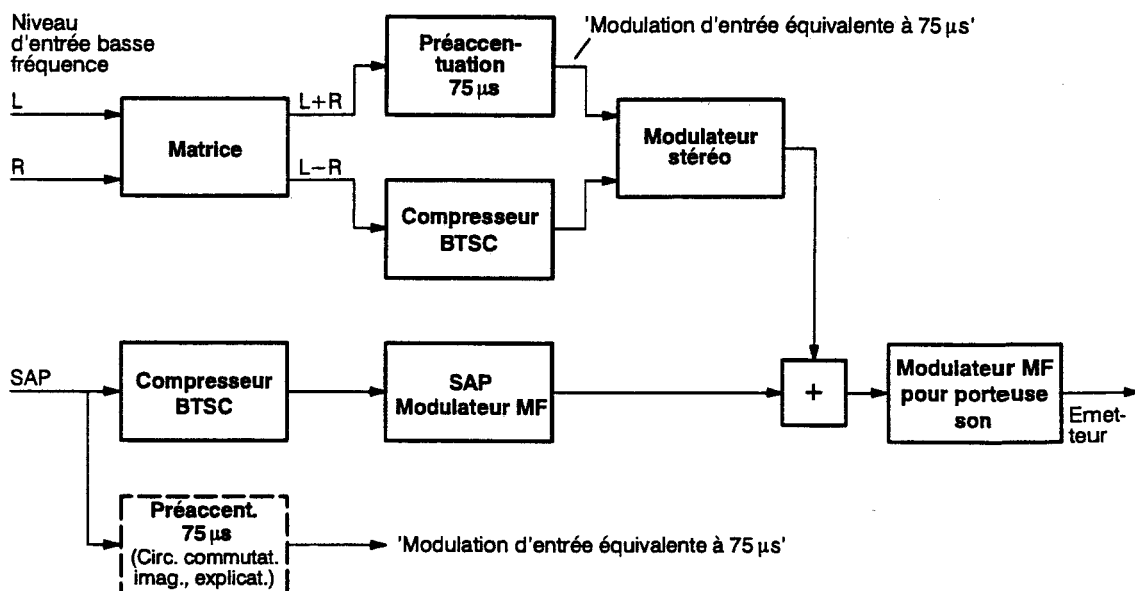 Niveau
d'entrée basse
fréquence
L
R
Matrice
L+R
L−R
Préaccen-
tuation
75 µs
'Modulation d'entrée équivalente à 75 µs'
Compresseur
BTSC
Modulateur
stéréo
SAP
Compresseur
BTSC
SAP
Modulateur MF
+
Modulateur MF
pour porteuse
son
Emet-
teur
Préaccent.
75 µs
(Circ. commutat.
imag., explicat.)
'Modulation d'entrée équivalente à 75 µs'